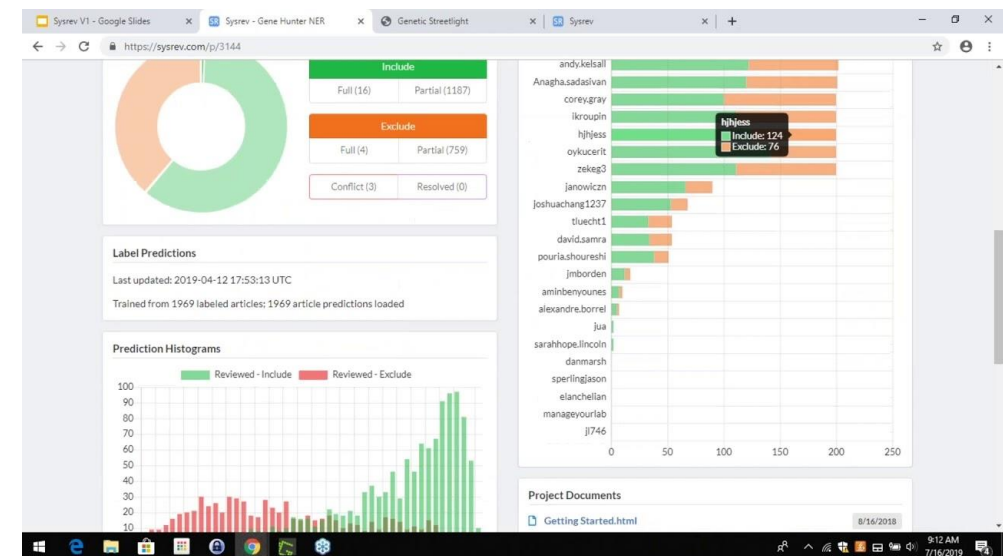 Sysrev V1 - Google Slides
Sysrev - Gene Hunter NER
Genetic Streetlight
Sysrev
https://sysrev.com/p/3144
Include
Full (16) Partial (1187)
Exclude
Full (4) Partial (759)
Conflict (3) Resolved (0)
Label Predictions
Last updated: 2019-04-12 17:53:13 UTC
Trained from 1969 labeled articles; 1969 article predictions loaded
Prediction Histograms
Reviewed - Include Reviewed - Exclude
100
90
80
70
60
50
40
30
20
10
andy.kelsall
Anagha.sadasivan
corey.gray
ikroupin
hjhjess
oykucerit
zekeg3
janowiczn
joshuachang1237
tluecht1
david.samra
pouria.shoureshi
jmborden
aminbenyounes
alexandre.borrel
jua
sarahhope.lincoln
danmarsh
sperlingjason
elanchelian
manageyourlab
jl746
hjhjess
Include: 124
Exclude: 76
0 50 100 150 200 250
Project Documents
Getting Started.html 8/16/2018
9:12 AM
7/16/2019